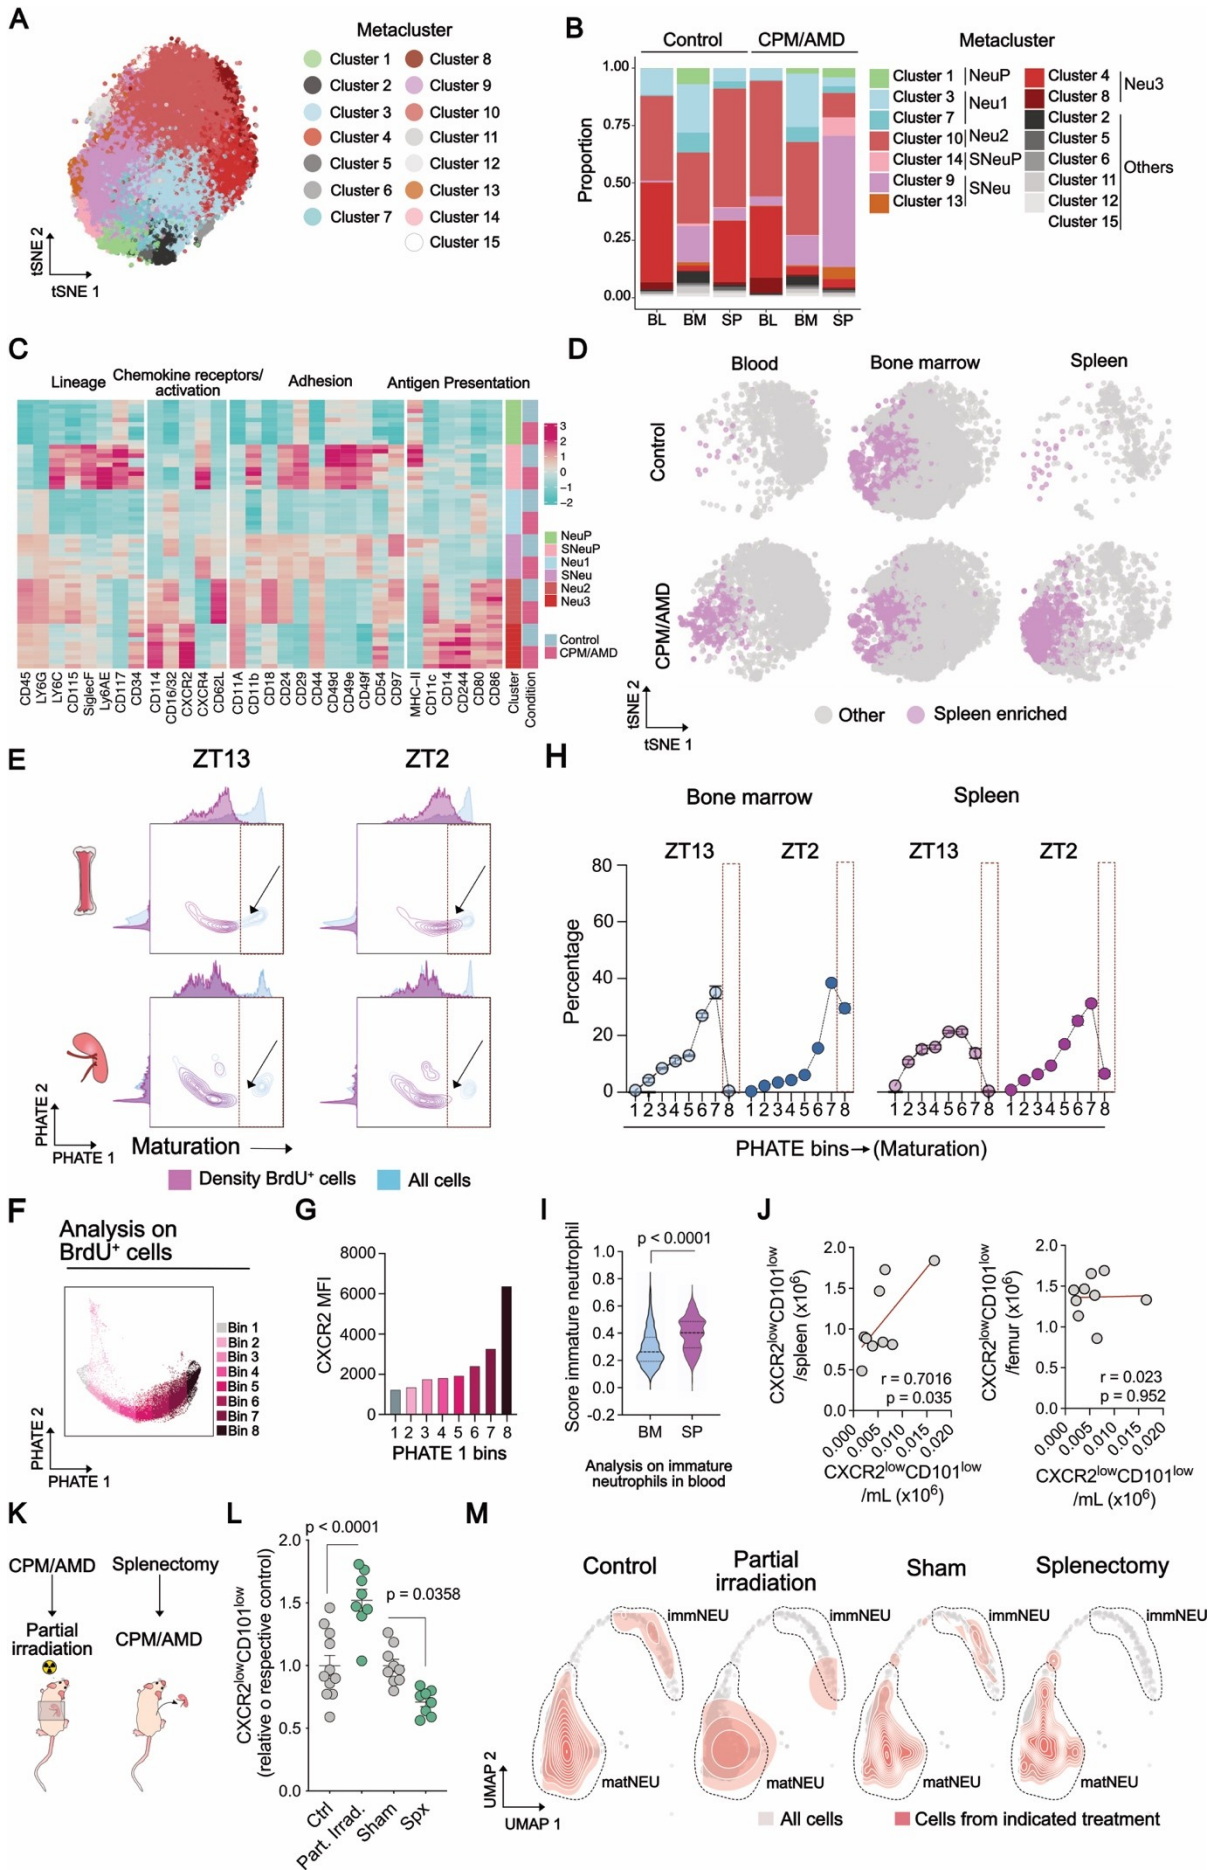 A
Metacluster
Cluster 1
Cluster 2
Cluster 3
Cluster 4
Cluster 5
Cluster 6
Cluster 7
Cluster 8
Cluster 9
Cluster 10
Cluster 11
Cluster 12
Cluster 13
Cluster 14
Cluster 15
tSNE 2
tSNE 1
B
Control CPM/AMD
Proportion
1.00
0.75
0.50
0.25
0.00
BL BM SP BL BM SP
Metacluster
Cluster 1 NeuP
Cluster 3
Cluster 7
Neu1
Cluster 10 Neu2
Cluster 14 SNeuP
Cluster 9
Cluster 13
SNeu
Cluster 4
Cluster 8
Neu3
Cluster 2
Cluster 5
Cluster 6
Cluster 11
Cluster 12
Cluster 15
Others
C
Lineage
Chemokine receptors/
activation
Adhesion
Antigen Presentation
3
2
1
0
−1
−2
NeuP
SNeuP
Neu1
SNeu
Neu2
Neu3
Control
CPM/AMD
CD45
LY6G
LY6C
CD115
SiglecF
Ly6AE
CD117
CD34
CD114
CD16/32
CXCR2
CXCR4
CD62L
CD11A
CD11b
CD18
CD24
CD29
CD44
CD49d
CD49e
CD49f
CD54
CD97
MHC−II
CD11c
CD14
CD244
CD80
CD86
Cluster
Condition
D
Blood Bone marrow Spleen
Control
CPM/AMD
tSNE 2
tSNE 1
Other Spleen enriched
E
ZT13 ZT2
PHATE 2
PHATE 1
Maturation
Density BrdU⁺ cells All cells
H
Bone marrow Spleen
ZT13 ZT2 ZT13 ZT2
Percentage
80
60
40
20
0
1 2 3 4 5 6 7 8 1 2 3 4 5 6 7 8 1 2 3 4 5 6 7 8 1 2 3 4 5 6 7 8
PHATE bins→(Maturation)
F
Analysis on
BrdU⁺ cells
Bin 1
Bin 2
Bin 3
Bin 4
Bin 5
Bin 6
Bin 7
Bin 8
PHATE 2
PHATE 1
G
CXCR2 MFI
8000
6000
4000
2000
0
1 2 3 4 5 6 7 8
PHATE 1 bins
I
p < 0.0001
Score immature neutrophil
1.0
0.8
0.6
0.4
0.2
0.0
-0.2
BM SP
Analysis on immature
neutrophils in blood
J
CXCR2ˡᵒʷCD101ˡᵒʷ
/spleen (x10⁶)
2.0
1.5
1.0
0.5
0.0
r = 0.7016
p = 0.035
0.000
0.005
0.010
0.015
0.020
CXCR2ˡᵒʷCD101ˡᵒʷ
/mL (x10⁶)
CXCR2ˡᵒʷCD101ˡᵒʷ
/femur (x10⁶)
2.0
1.5
1.0
0.5
0.0
r = 0.023
p = 0.952
0.000
0.005
0.010
0.015
0.020
CXCR2ˡᵒʷCD101ˡᵒʷ
/mL (x10⁶)
K
CPM/AMD Splenectomy
Partial
irradiation
CPM/AMD
L
p < 0.0001
p = 0.0358
CXCR2ˡᵒʷCD101ˡᵒʷ
(relative o respective control)
2.0
1.5
1.0
0.5
0.0
Ctrl
Part. Irrad.
Sham
Spx
M
Control
Partial
irradiation
Sham
Splenectomy
immNEU
immNEU
immNEU
immNEU
matNEU
matNEU
matNEU
matNEU
UMAP 2
UMAP 1
All cells Cells from indicated treatment